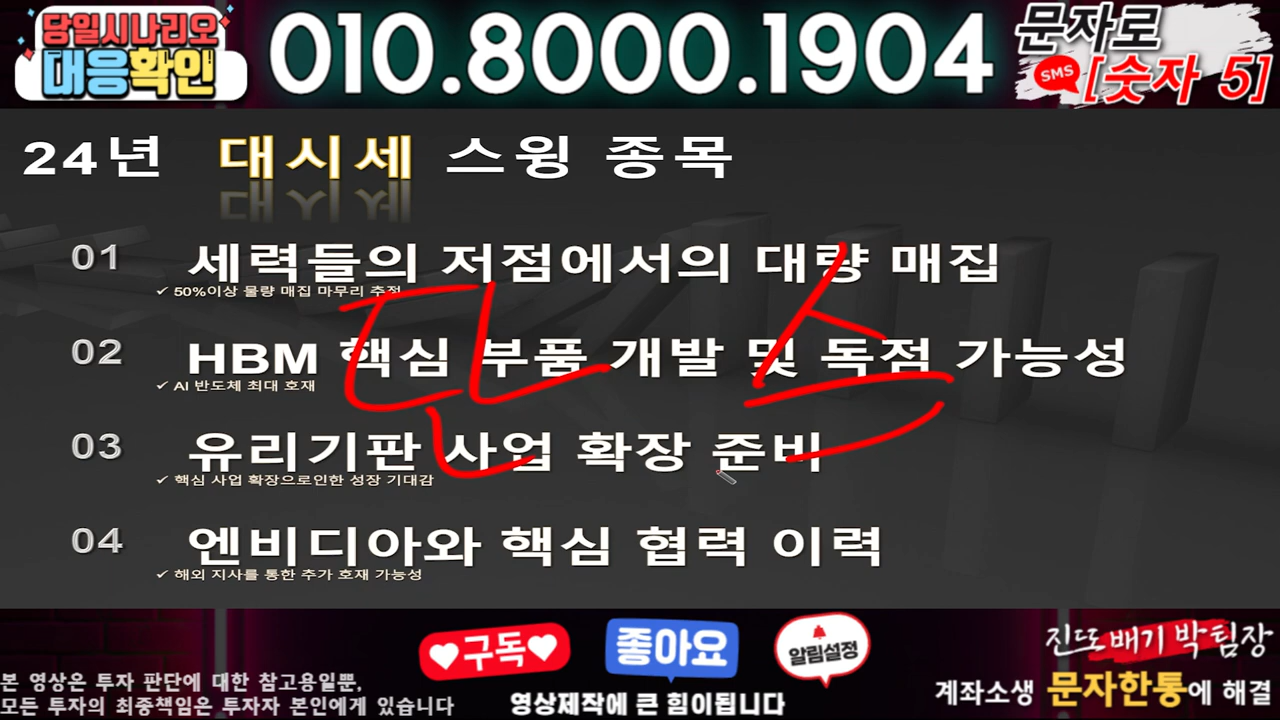 당일시나리오
대응확인
010.8000.1904
문자로
SMS
[숫자 5]
24년 대시세 스윙 종목
01 세력들의 저점에서의 대량 매집
✓ 50%이상 물량 매집 마무리 추정
02 HBM 핵심 부품 개발 및 독점 가능성
✓ AI 반도체 최대 호재
단 스
03 유리기판 사업 확장 준비
✓ 핵심 사업 확장으로인한 성장 기대감
04 엔비디아와 핵심 협력 이력
✓ 해외 지사를 통한 추가 호재 가능성
구독
좋아요
알림설정
본 영상은 투자 판단에 대한 참고용일뿐,
모든 투자의 최종책임은 투자자 본인에게 있습니다
영상제작에 큰 힘이됩니다
진또배기 박팀장
계좌소생 문자한통에 해결